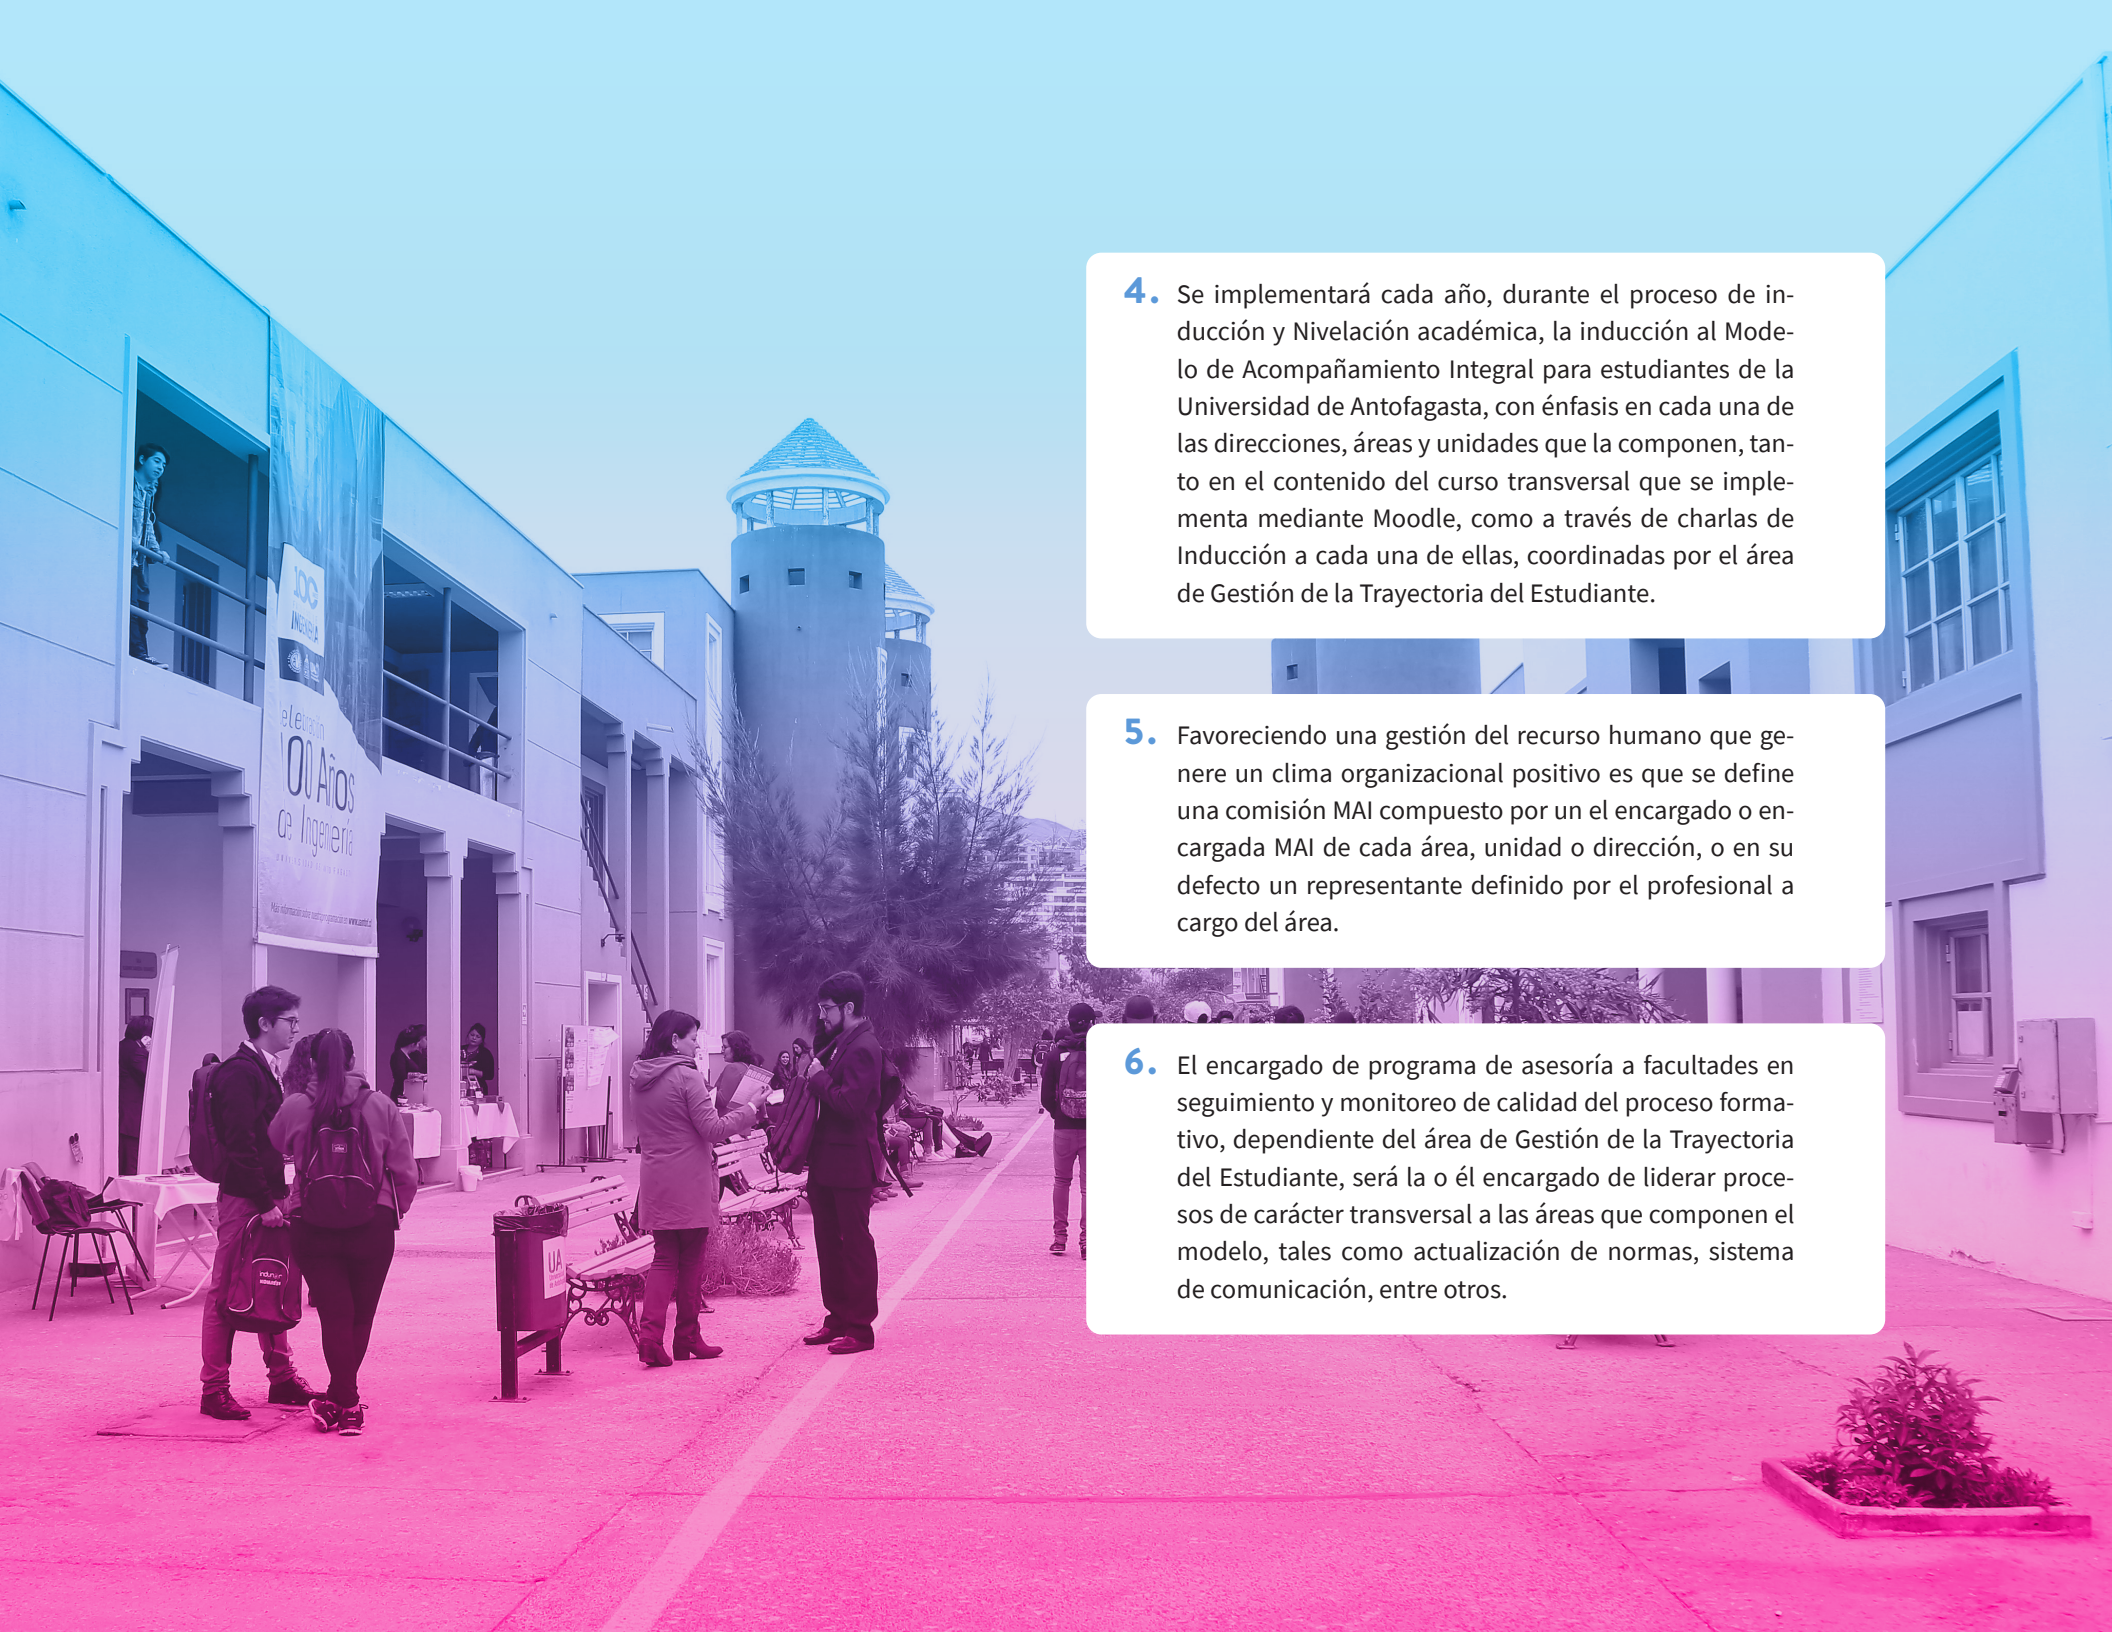 100
INGENIERIA
eLebración
100 Años
de Ingeniería
UA
4. Se implementará cada año, durante el proceso de in-
ducción y Nivelación académica, la inducción al Mode-
lo de Acompañamiento Integral para estudiantes de la
Universidad de Antofagasta, con énfasis en cada una de
las direcciones, áreas y unidades que la componen, tan-
to en el contenido del curso transversal que se imple-
menta mediante Moodle, como a través de charlas de
Inducción a cada una de ellas, coordinadas por el área
de Gestión de la Trayectoria del Estudiante.
5. Favoreciendo una gestión del recurso humano que ge-
nere un clima organizacional positivo es que se define
una comisión MAI compuesto por un el encargado o en-
cargada MAI de cada área, unidad o dirección, o en su
defecto un representante definido por el profesional a
cargo del área.
6. El encargado de programa de asesoría a facultades en
seguimiento y monitoreo de calidad del proceso forma-
tivo, dependiente del área de Gestión de la Trayectoria
del Estudiante, será la o él encargado de liderar proce-
sos de carácter transversal a las áreas que componen el
modelo, tales como actualización de normas, sistema
de comunicación, entre otros.